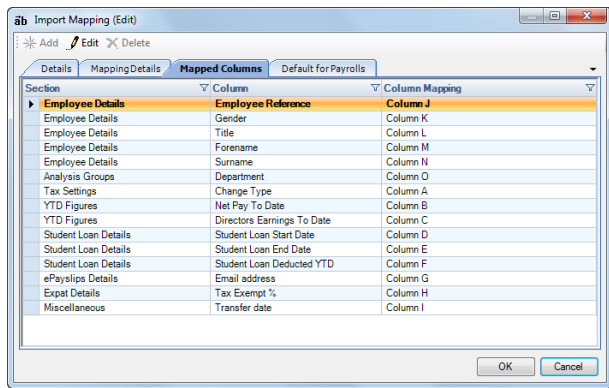 äb Import Mapping (Edit)
Add Edit Delete
Details Mapping Details Mapped Columns Default for Payrolls
Section Column Column Mapping
Employee Details Employee Reference Column J
Employee Details Gender Column K
Employee Details Title Column L
Employee Details Forename Column M
Employee Details Surname Column N
Analysis Groups Department Column O
Tax Settings Change Type Column A
YTD Figures Net Pay To Date Column B
YTD Figures Directors Earnings To Date Column C
Student Loan Details Student Loan Start Date Column D
Student Loan Details Student Loan End Date Column E
Student Loan Details Student Loan Deducted YTD Column F
ePayslips Details Email address Column G
Expat Details Tax Exempt % Column H
Miscellaneous Transfer date Column I
OK Cancel